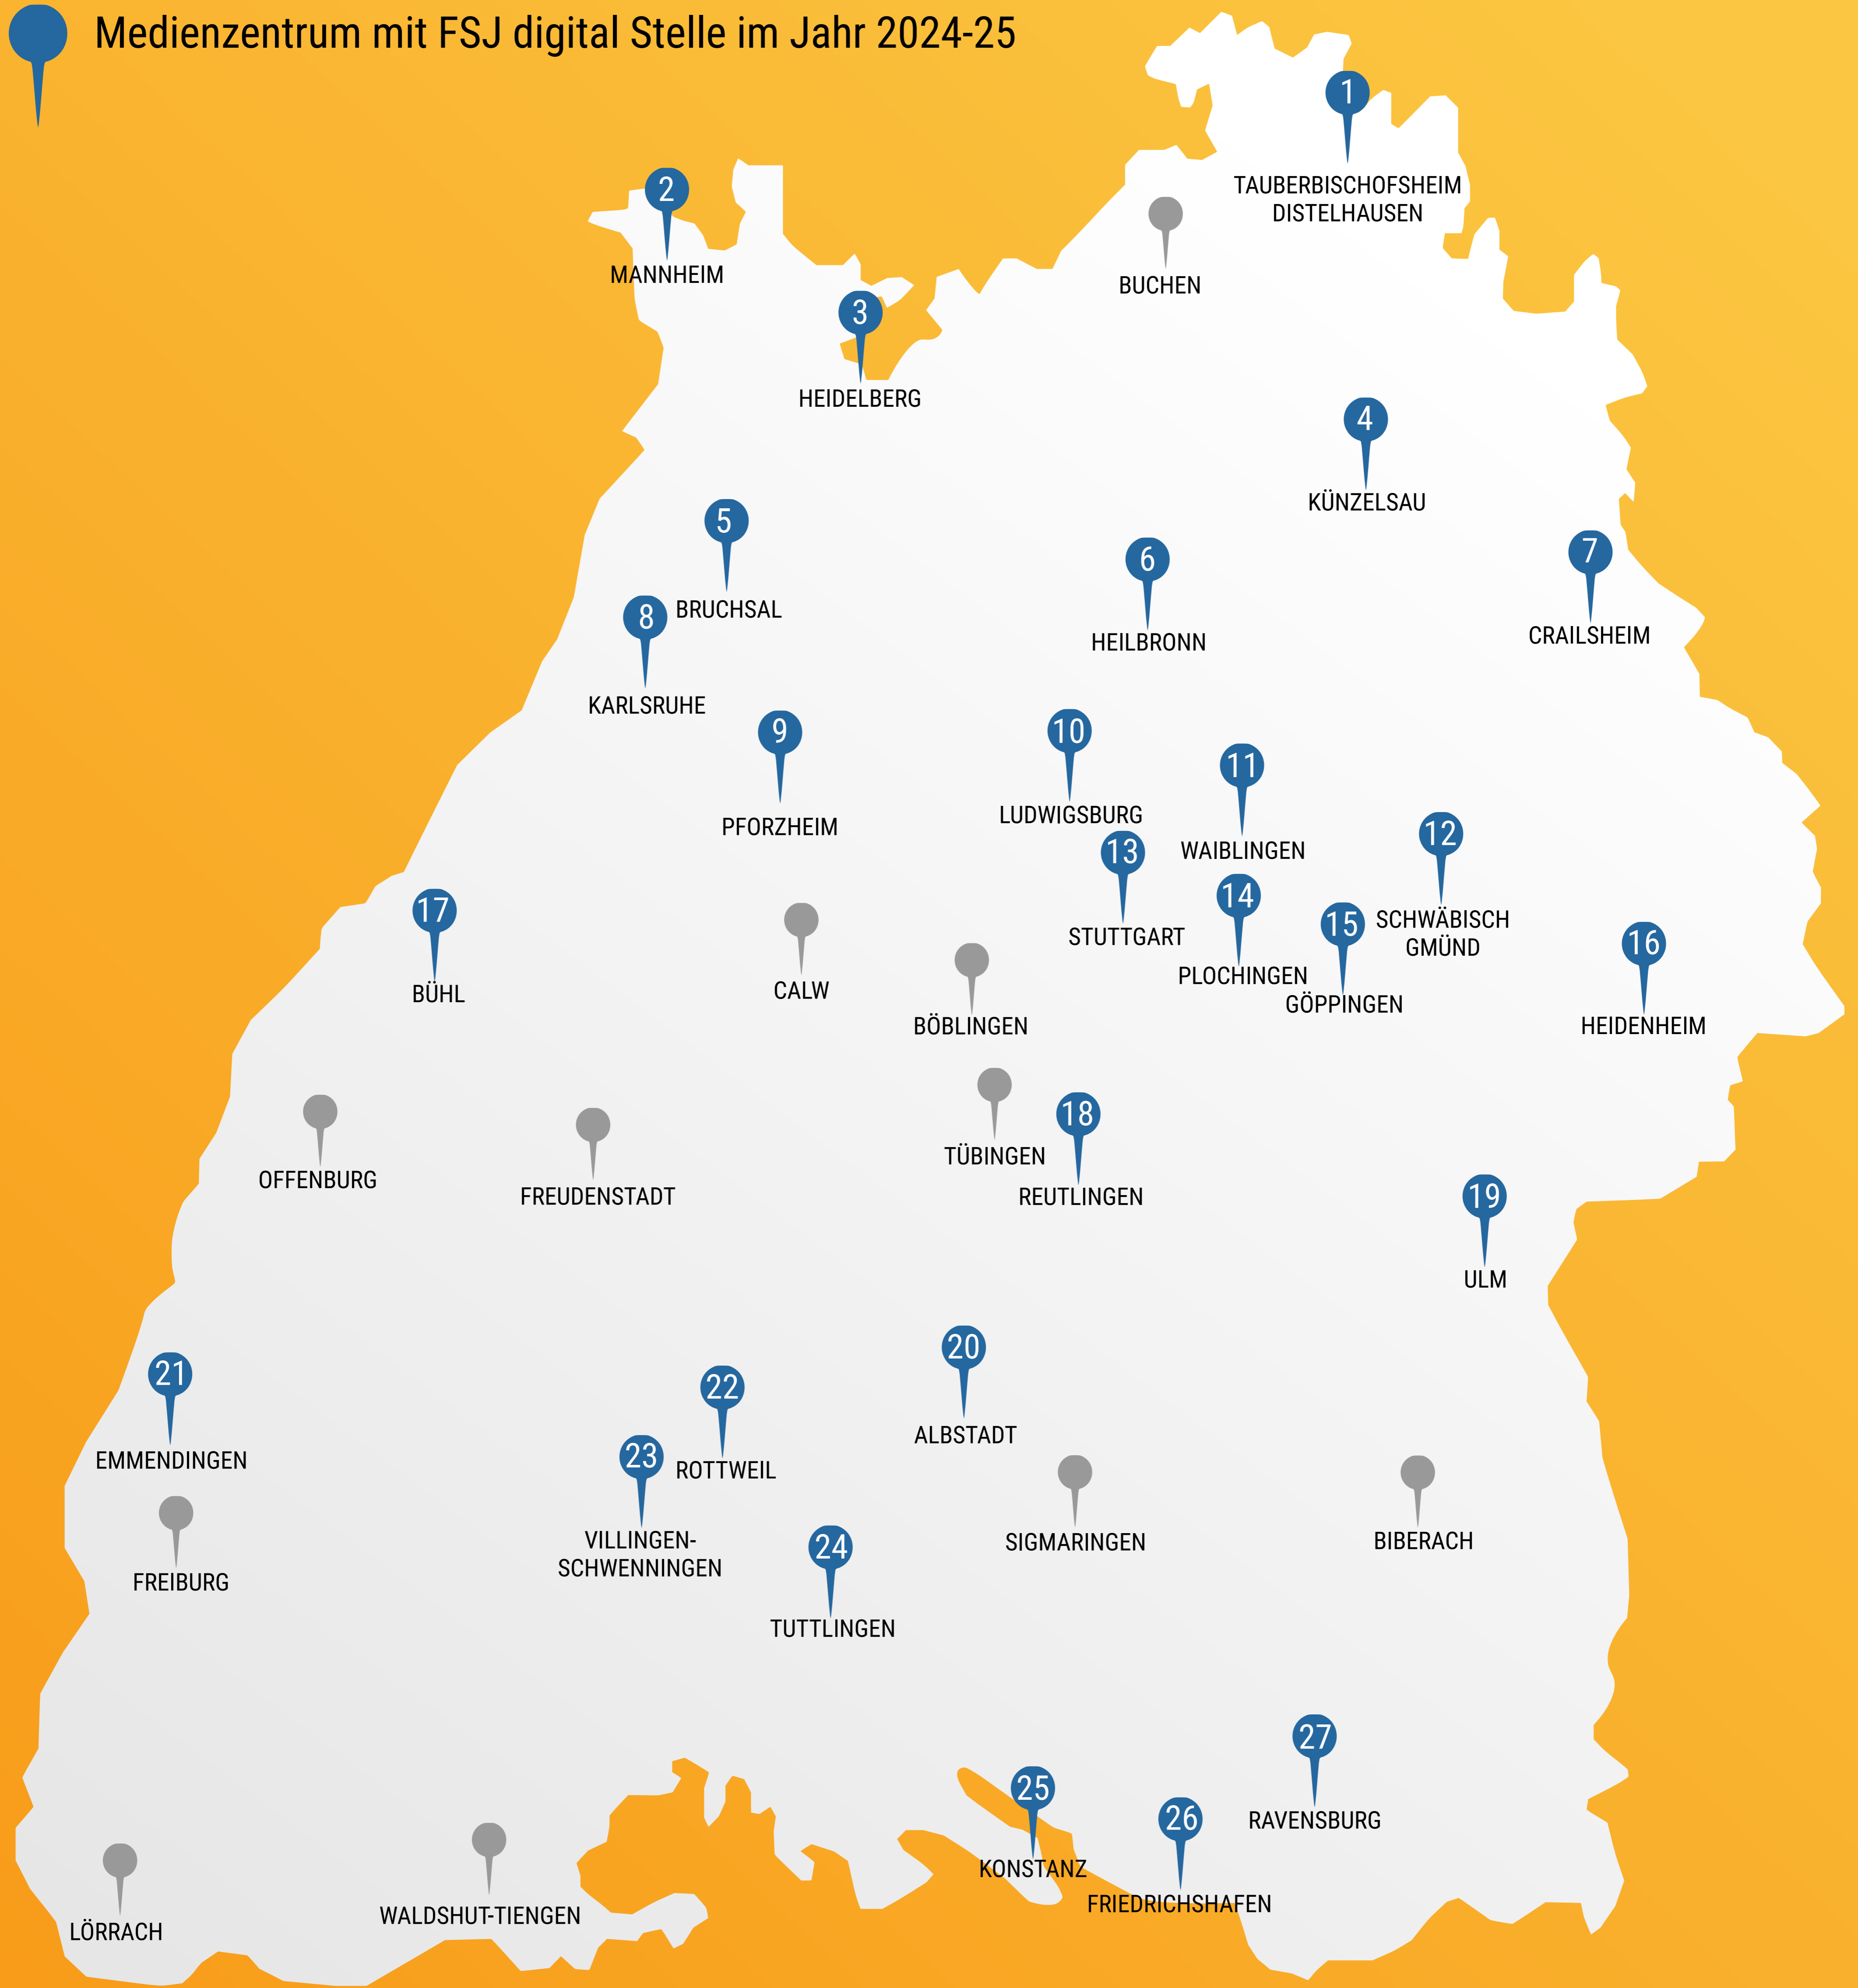 Medienzentrum mit FSJ digital Stelle im Jahr 2024-25
1
TAUBERBISCHOFSHEIM
DISTELHAUSEN
2
MANNHEIM
BUCHEN
3
HEIDELBERG
4
KÜNZELSAU
5
BRUCHSAL
6
HEILBRONN
7
CRAILSHEIM
8
KARLSRUHE
9
PFORZHEIM
10
LUDWIGSBURG
11
WAIBLINGEN
12
SCHWÄBISCH
GMÜND
13
STUTTGART
14
PLOCHINGEN
15
GÖPPINGEN
16
HEIDENHEIM
17
BÜHL
CALW
BÖBLINGEN
OFFENBURG
FREUDENSTADT
TÜBINGEN
18
REUTLINGEN
19
ULM
20
ALBSTADT
21
EMMENDINGEN
22
ROTTWEIL
23
VILLINGEN-
SCHWENNINGEN
24
TUTTLINGEN
SIGMARINGEN
BIBERACH
FREIBURG
25
KONSTANZ
26
FRIEDRICHSHAFEN
27
RAVENSBURG
WALDSHUT-TIENGEN
LÖRRACH